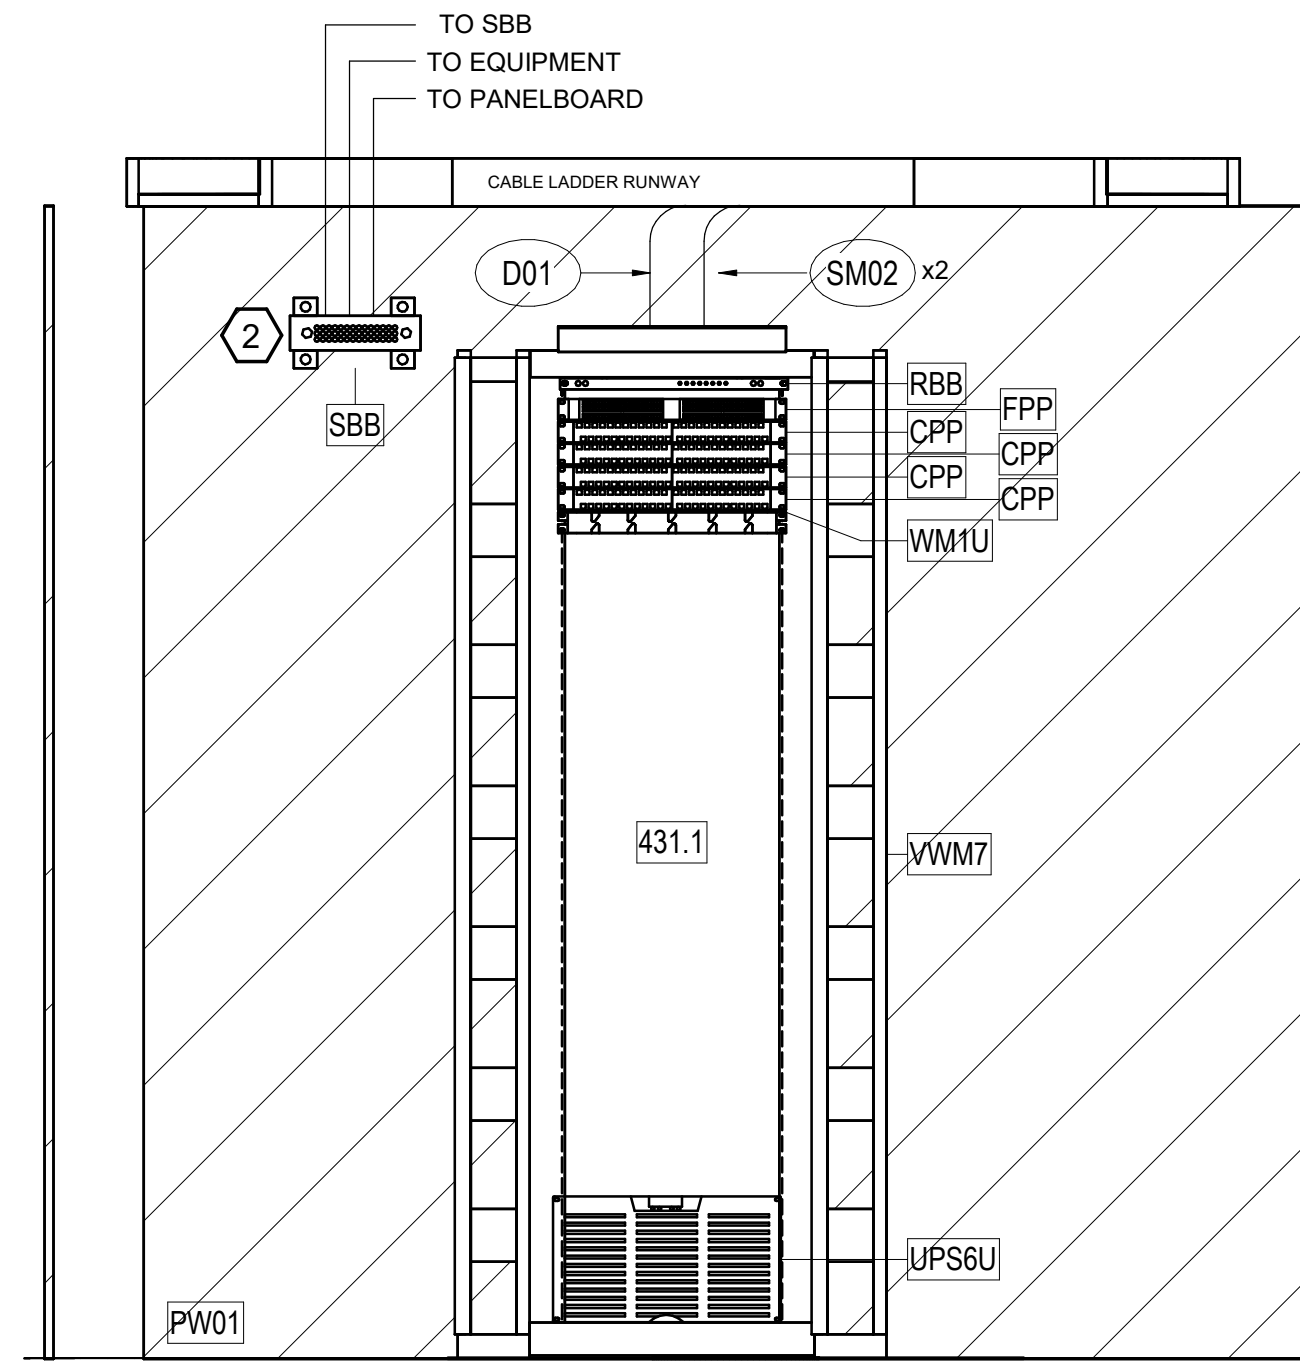 TO SBB
TO EQUIPMENT
TO PANELBOARD
CABLE LADDER RUNWAY
D01
SM02 x2
2
SBB
RBB
FPP
CPP
CPP
CPP
CPP
WM1U
431.1
VWM7
UPS6U
PW01